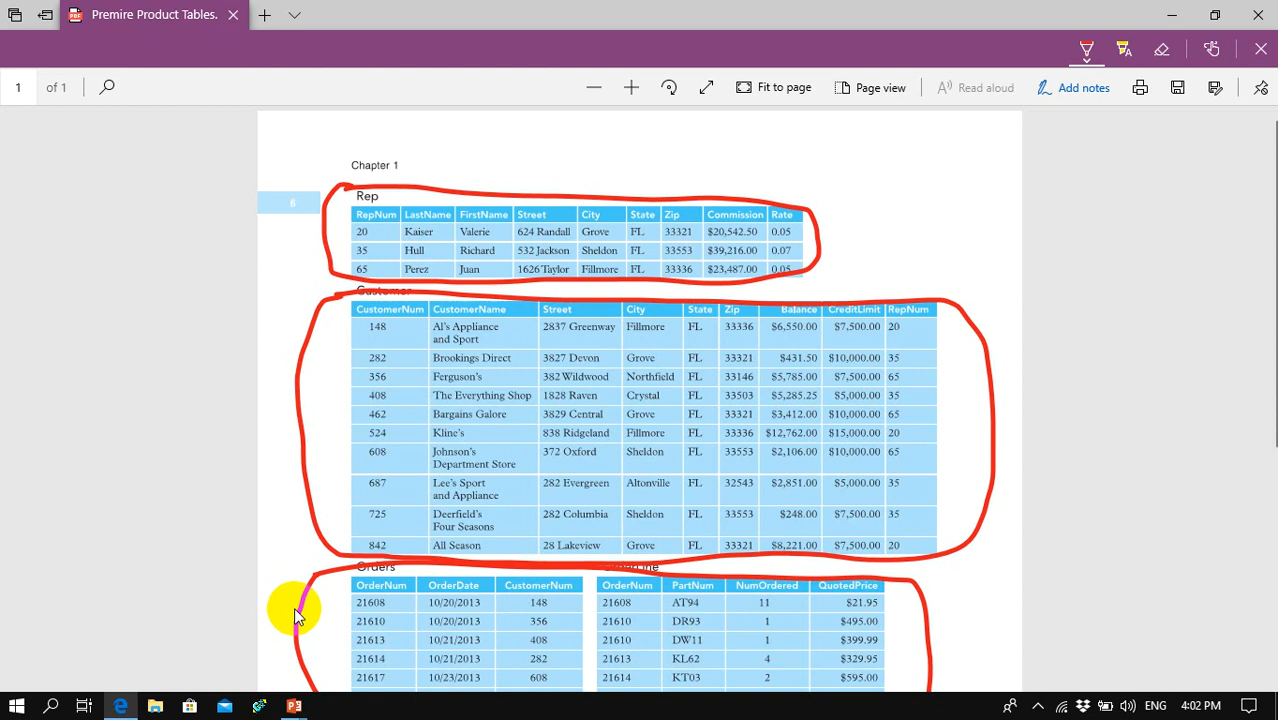 Premire Product Tables.
1 of 1 Fit to page Page view Read aloud Add notes
Chapter 1
6
Rep
RepNum LastName FirstName Street City State Zip Commission Rate
20 Kaiser Valerie 624 Randall Grove FL 33321 $20,542.50 0.05
35 Hull Richard 532 Jackson Sheldon FL 33553 $39,216.00 0.07
65 Perez Juan 1626 Taylor Fillmore FL 33336 $23,487.00 0.05
Customer
CustomerNum CustomerName Street City State Zip Balance CreditLimit RepNum
148 Al's Appliance 2837 Greenway Fillmore FL 33336 $6,550.00 $7,500.00 20
and Sport
282 Brookings Direct 3827 Devon Grove FL 33321 $431.50 $10,000.00 35
356 Ferguson's 382 Wildwood Northfield FL 33146 $5,785.00 $7,500.00 65
408 The Everything Shop 1828 Raven Crystal FL 33503 $5,285.25 $5,000.00 35
462 Bargains Galore 3829 Central Grove FL 33321 $3,412.00 $10,000.00 65
524 Kline's 838 Ridgeland Fillmore FL 33336 $12,762.00 $15,000.00 20
608 Johnson's 372 Oxford Sheldon FL 33553 $2,106.00 $10,000.00 65
Department Store
687 Lee's Sport 282 Evergreen Altonville FL 32543 $2,851.00 $5,000.00 35
and Appliance
725 Deerfield's 282 Columbia Sheldon FL 33553 $248.00 $7,500.00 35
Four Seasons
842 All Season 28 Lakeview Grove FL 33321 $8,221.00 $7,500.00 20
Orders
OrderNum OrderDate CustomerNum OrderNum PartNum NumOrdered QuotedPrice
21608 10/20/2013 148 21608 AT94 11 $21.95
21610 10/20/2013 356 21610 DR93 1 $495.00
21613 10/21/2013 408 21610 DW11 1 $399.99
21614 10/21/2013 282 21613 KL62 4 $329.95
21617 10/23/2013 608 21614 KT03 2 $595.00
ENG 4:02 PM